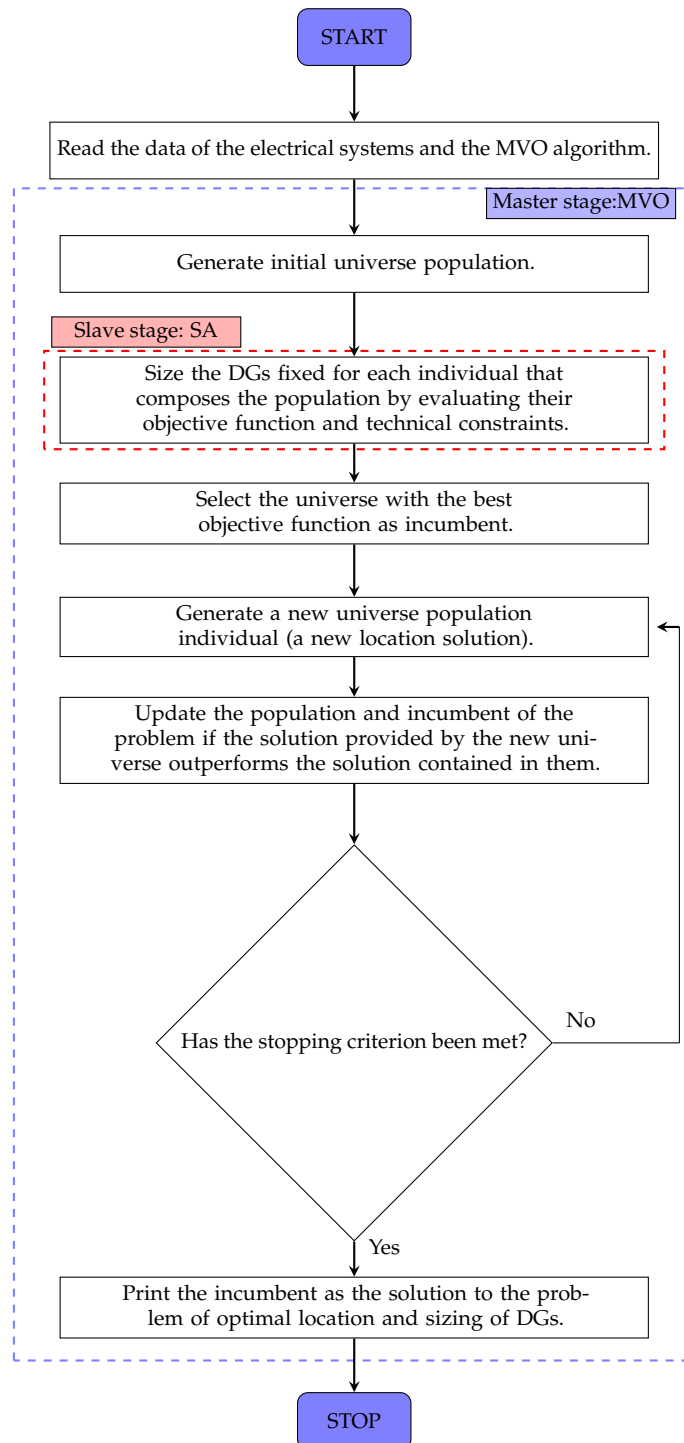 START
Read the data of the electrical systems and the MVO algorithm.
Master stage:MVO
Generate initial universe population.
Slave stage: SA
Size the DGs fixed for each individual that
composes the population by evaluating their
objective function and technical constraints.
Select the universe with the best
objective function as incumbent.
Generate a new universe population
individual (a new location solution).
Update the population and incumbent of the
problem if the solution provided by the new uni-
verse outperforms the solution contained in them.
No
Has the stopping criterion been met?
Yes
Print the incumbent as the solution to the prob-
lem of optimal location and sizing of DGs.
STOP